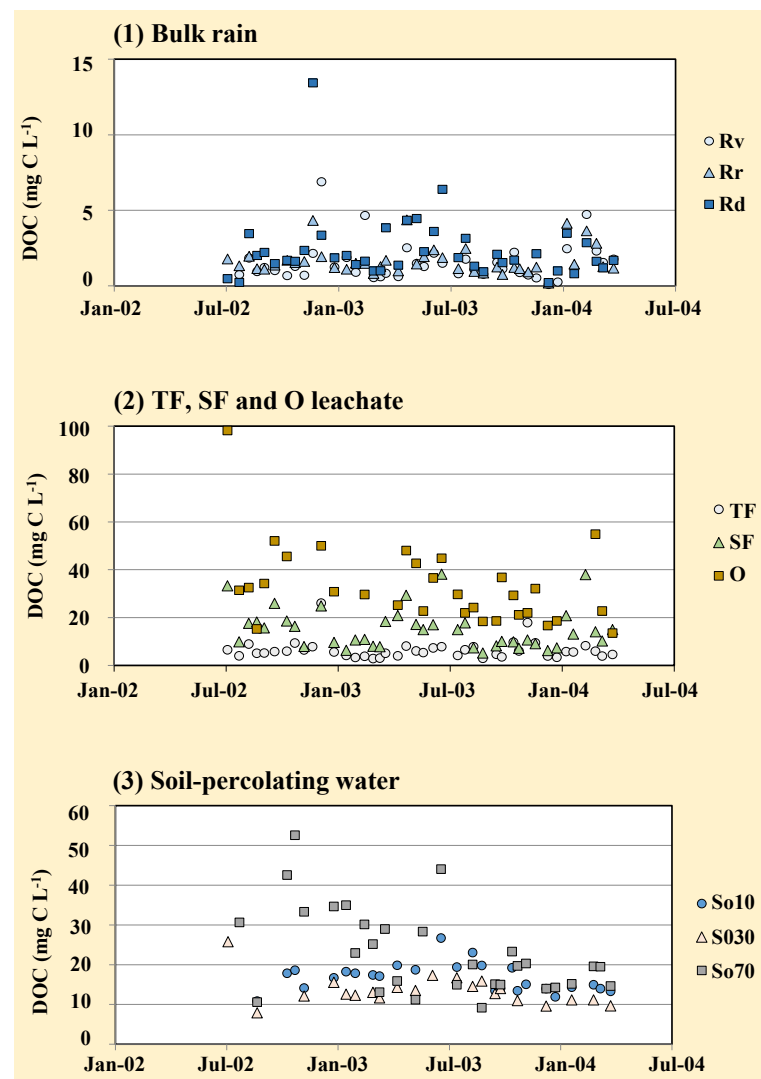 (1) Bulk rain
15
10
5
0
DOC (mg C L-1)
Jan-02 Jul-02 Jan-03 Jul-03 Jan-04 Jul-04
Rv
Rr
Rd
(2) TF, SF and O leachate
100
80
60
40
20
0
DOC (mg C L-1)
Jan-02 Jul-02 Jan-03 Jul-03 Jan-04 Jul-04
TF
SF
O
(3) Soil-percolating water
60
50
40
30
20
10
0
DOC (mg C L-1)
Jan-02 Jul-02 Jan-03 Jul-03 Jan-04 Jul-04
So10
S030
So70